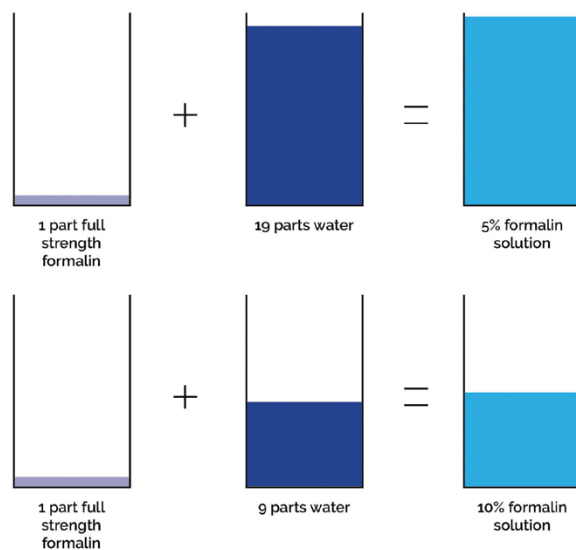 +
=
1 part full
strength
formalin
19 parts water
5% formalin
solution
+
=
1 part full
strength
formalin
9 parts water
10% formalin
solution